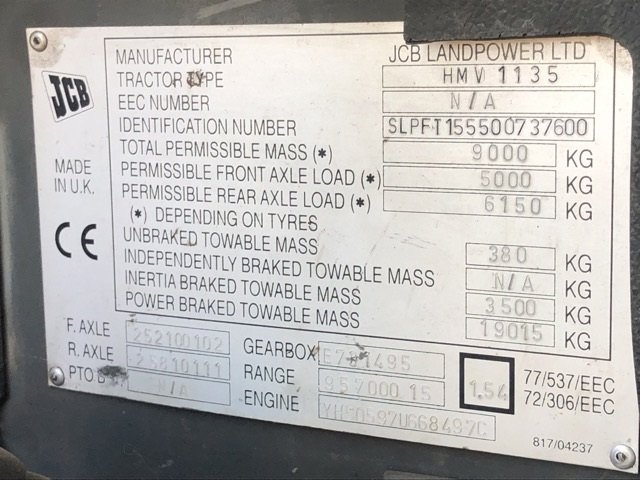 MANUFACTURER JCB LANDPOWER LTD
TRACTOR TYPE HMV 1135
EEC NUMBER N/A
IDENTIFICATION NUMBER SLPFT155500737600
TOTAL PERMISSIBLE MASS (*) 9000 KG
PERMISSIBLE FRONT AXLE LOAD (*) 5000 KG
PERMISSIBLE REAR AXLE LOAD (*) 6150 KG
(*) DEPENDING ON TYRES
UNBRAKED TOWABLE MASS 380 KG
INDEPENDENTLY BRAKED TOWABLE MASS N/A KG
INERTIA BRAKED TOWABLE MASS 3500 KG
POWER BRAKED TOWABLE MASS 19015 KG
JCB
MADE
IN U.K.
CE
F. AXLE 252100102
R. AXLE 25810111
PTO N/A
GEARBOX
RANGE 957000 15
ENGINE
1.54
77/537/EEC
72/306/EEC
817/04237